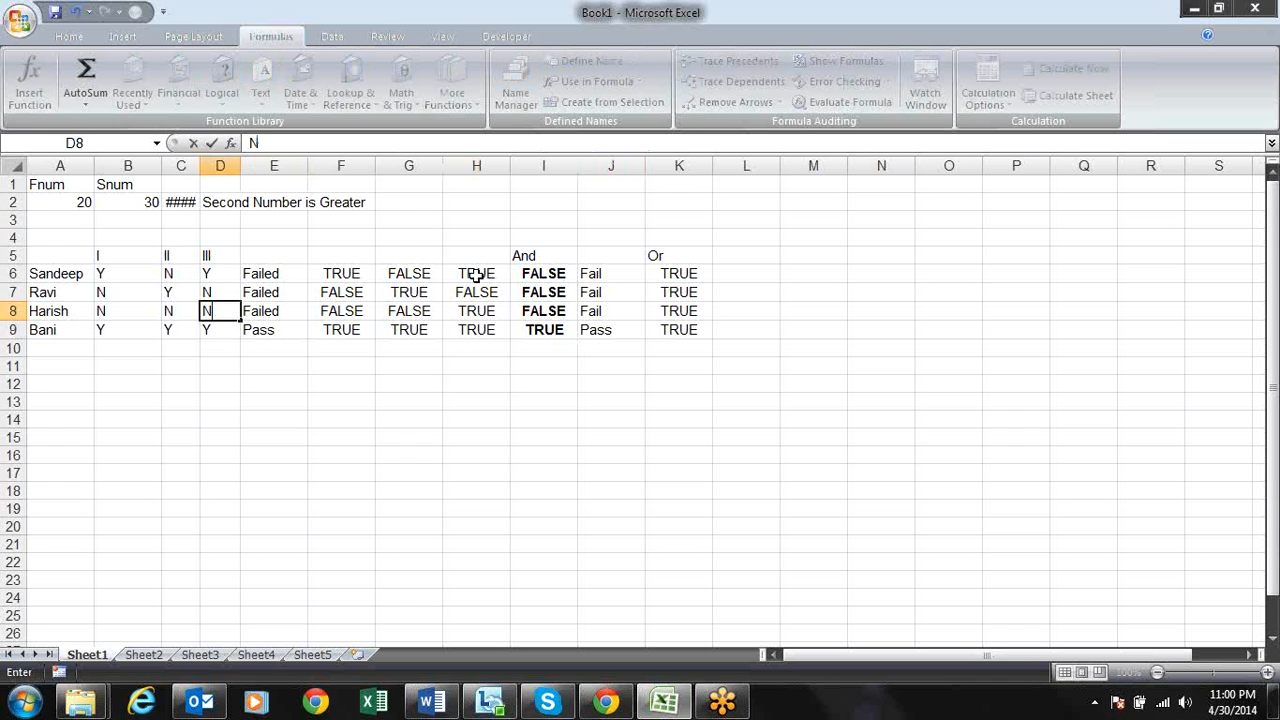 Book1 - Microsoft Excel
Home Insert Page Layout Formulas Data Review View Developer
fx Insert Function
Σ AutoSum
Recently Used
Financial
Logical
A Text
Date & Time
Lookup & Reference
Math & Trig
More Functions
Function Library
Name Manager
Define Name
Use in Formula
Create from Selection
Defined Names
Trace Precedents
Trace Dependents
Remove Arrows
Show Formulas
Error Checking
Evaluate Formula
Formula Auditing
Watch Window
Calculation Options
Calculate Now
Calculate Sheet
Calculation
D8 fx N
A B C D E F G H I J K L M N O P Q R S
1 Fnum Snum
2 20 30 #### Second Number is Greater
3
4
5 I II III And Or
6 Sandeep Y N Y Failed TRUE FALSE TRUE FALSE Fail TRUE
7 Ravi N Y N Failed FALSE TRUE FALSE FALSE Fail TRUE
8 Harish N N N Failed FALSE FALSE TRUE FALSE Fail TRUE
9 Bani Y Y Y Pass TRUE TRUE TRUE TRUE Pass TRUE
10
11
12
13
14
15
16
17
18
19
20
21
22
23
24
25
26
Sheet1 Sheet2 Sheet3 Sheet4 Sheet5
Enter 100%
11:00 PM
4/30/2014